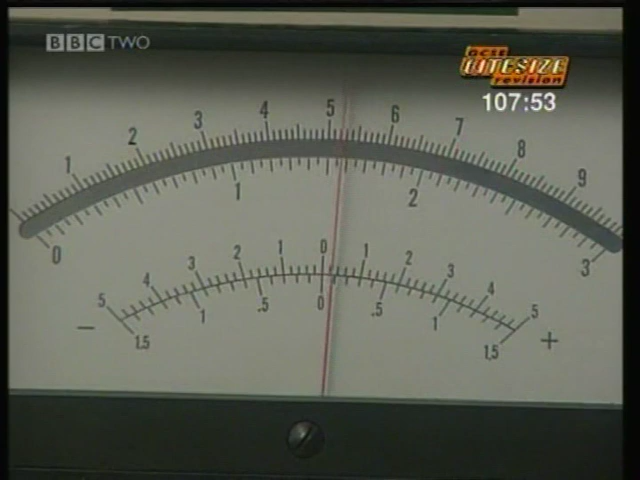 BBC TWO
GCSE
BITESIZE
revision
107:53
1 2 3 4 5 6 7 8 9
0 1 2 3
5 4 3 2 1 0 1 2 3 4 5
− 1.5 1 .5 0 .5 1 1.5 +